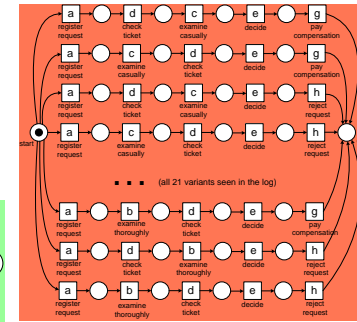 a d c e g
register request check ticket examine casually decide pay compensation
a c d e g
register request examine casually check ticket decide pay compensation
a d c e h
register request check ticket examine casually decide reject request
start
a c d e h
register request examine casually check ticket decide reject request
... (all 21 variants seen in the log)
a b d e g
register request examine thoroughly check ticket decide pay compensation
a d b e h
register request check ticket examine thoroughly decide reject request
a b d e h
register request examine thoroughly check ticket decide reject request